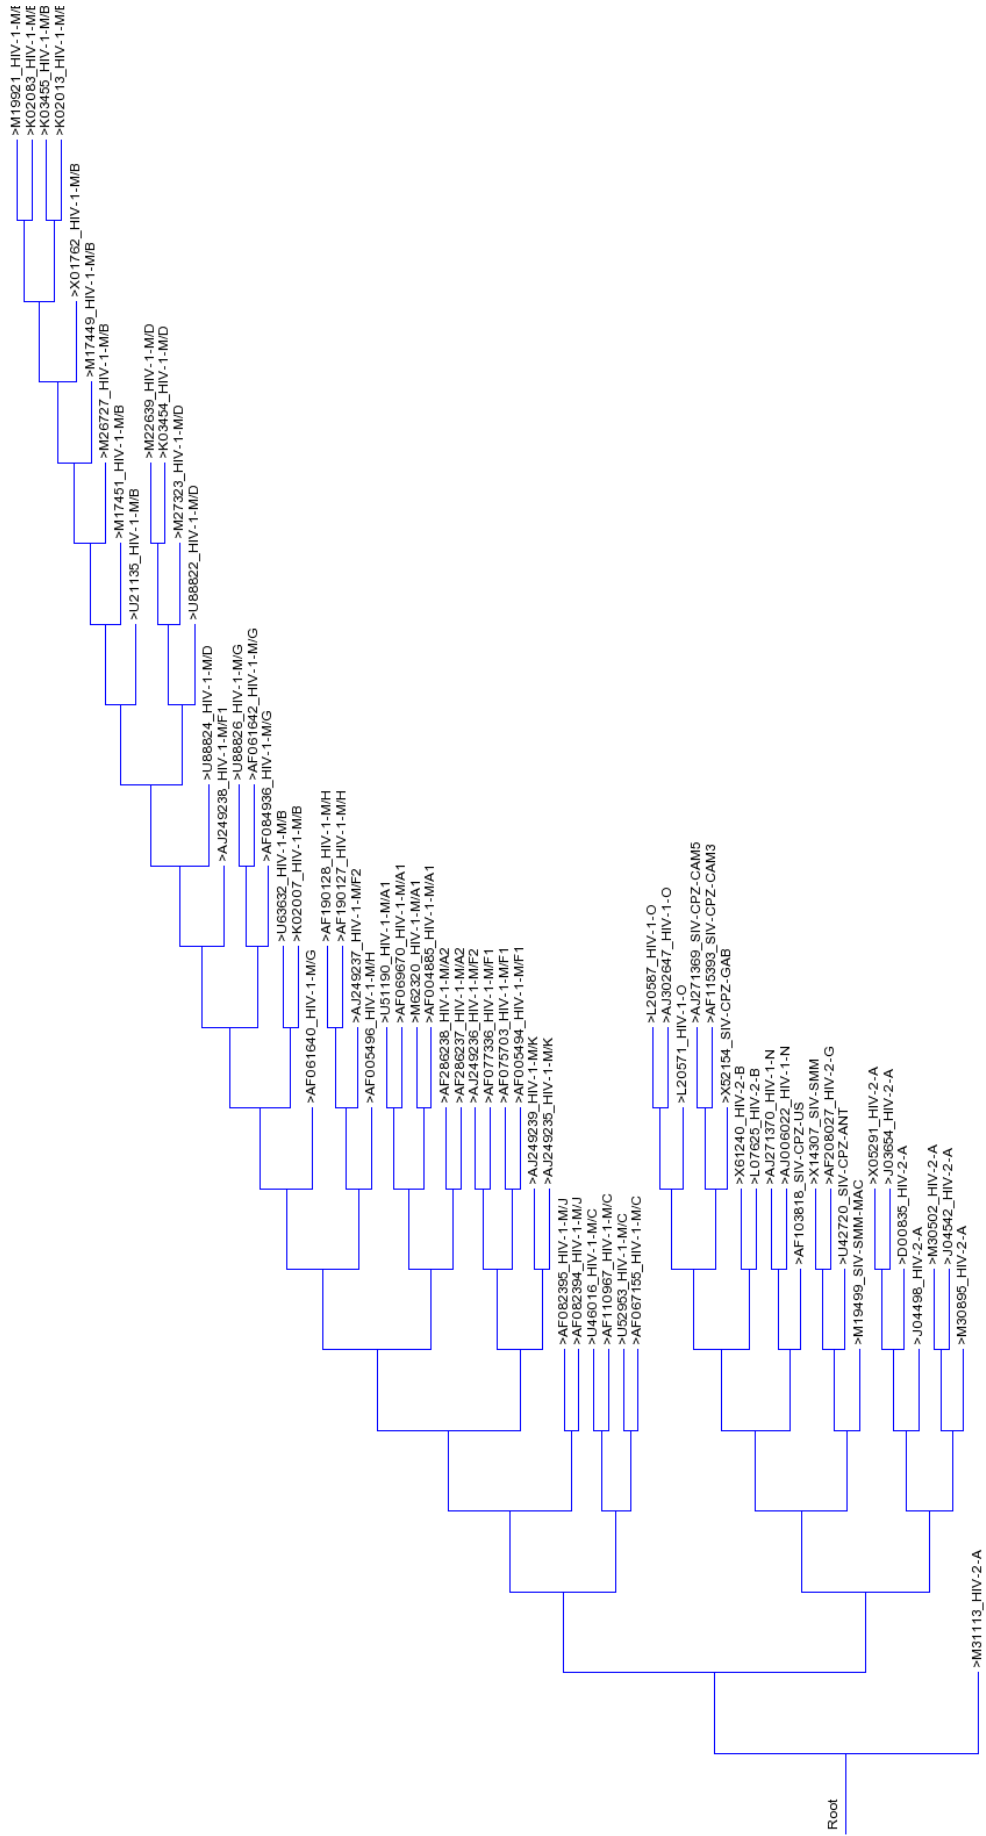 >M19921_HIV-1-M/
>K02083_HIV-1-M/
>K03455_HIV-1-M/B
>K02013_HIV-1-M/
>X01762_HIV-1-M/B
>M17449_HIV-1-M/B
>M26727_HIV-1-M/B
>M17451_HIV-1-M/B
>U21135_HIV-1-M/B
>M22639_HIV-1-M/D
>K03454_HIV-1-M/D
>M27323_HIV-1-M/D
>U88822_HIV-1-M/D
>U88824_HIV-1-M/D
>AJ249238_HIV-1-M/F1
>U88826_HIV-1-M/G
>AF061642_HIV-1-M/G
>AF084936_HIV-1-M/G
>U63632_HIV-1-M/B
>K02007_HIV-1-M/B
>AF061640_HIV-1-M/G
>AF190128_HIV-1-M/H
>AF190127_HIV-1-M/H
>AJ249237_HIV-1-M/F2
>AF005496_HIV-1-M/H
>U51190_HIV-1-M/A1
>AF069670_HIV-1-M/A1
>M62320_HIV-1-M/A1
>AF004885_HIV-1-M/A1
>AF286238_HIV-1-M/A2
>AF286237_HIV-1-M/A2
>AJ249236_HIV-1-M/F2
>AF077336_HIV-1-M/F1
>AF075703_HIV-1-M/F1
>AF005494_HIV-1-M/F1
>AJ249239_HIV-1-M/K
>AJ249235_HIV-1-M/K
>AF082395_HIV-1-M/J
>AF082394_HIV-1-M/J
>U46016_HIV-1-M/C
>AF110967_HIV-1-M/C
>U52953_HIV-1-M/C
>AF067155_HIV-1-M/C
>L20587_HIV-1-O
>AJ302647_HIV-1-O
>L20571_HIV-1-O
>AJ271369_SIV-CPZ-CAM5
>AF115393_SIV-CPZ-CAM3
>X52154_SIV-CPZ-GAB
>X61240_HIV-2-B
>L07625_HIV-2-B
>AJ271370_HIV-1-N
>AJ006022_HIV-1-N
>AF103818_SIV-CPZ-US
>X14307_SIV-SMM
>AF208027_HIV-2-G
>U42720_SIV-CPZ-ANT
>M19499_SIV-SMM-MAC
>X05291_HIV-2-A
>J03654_HIV-2-A
>D00835_HIV-2-A
>J04498_HIV-2-A
>M30502_HIV-2-A
>J04542_HIV-2-A
>M30895_HIV-2-A
>M31113_HIV-2-A
Root